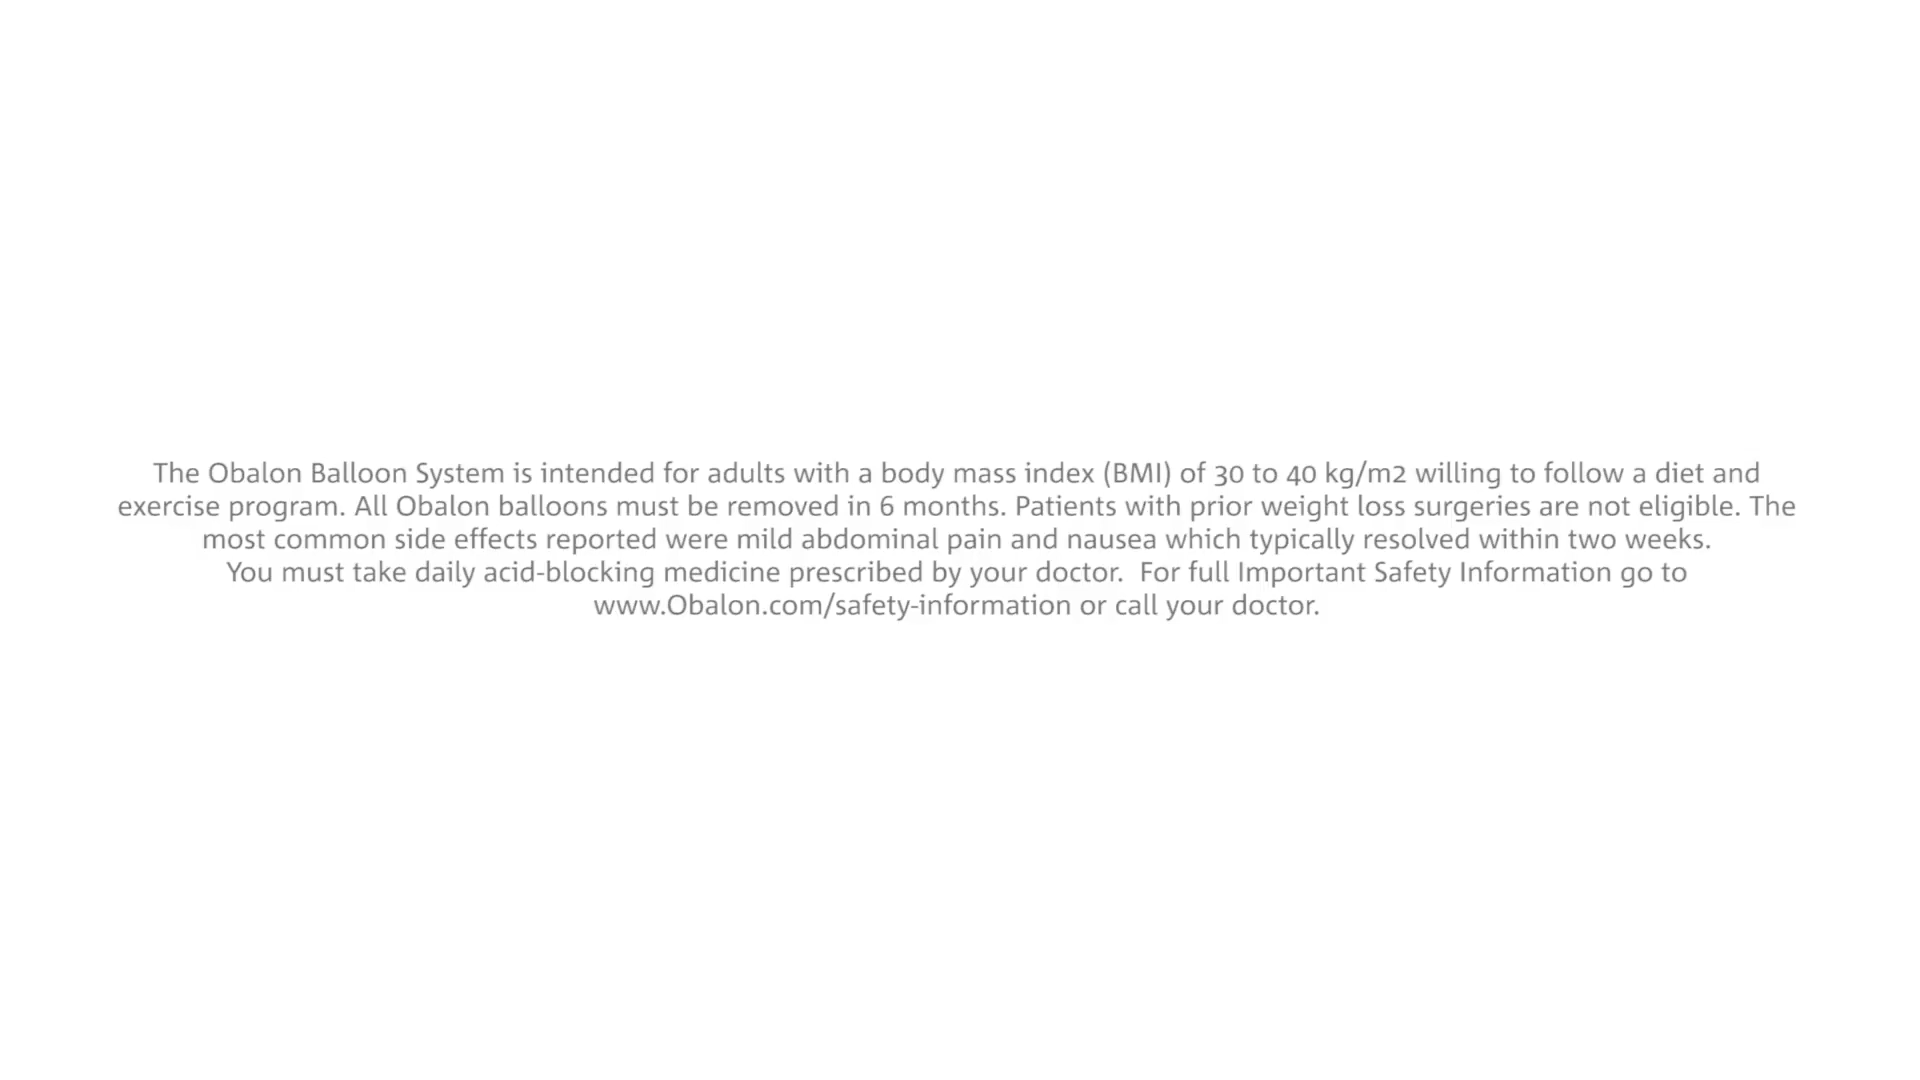 The Obalon Balloon System is intended for adults with a body mass index (BMI) of 30 to 40 kg/m2 willing to follow a diet and
exercise program. All Obalon balloons must be removed in 6 months. Patients with prior weight loss surgeries are not eligible. The
most common side effects reported were mild abdominal pain and nausea which typically resolved within two weeks.
You must take daily acid-blocking medicine prescribed by your doctor.  For full Important Safety Information go to
www.Obalon.com/safety-information or call your doctor.